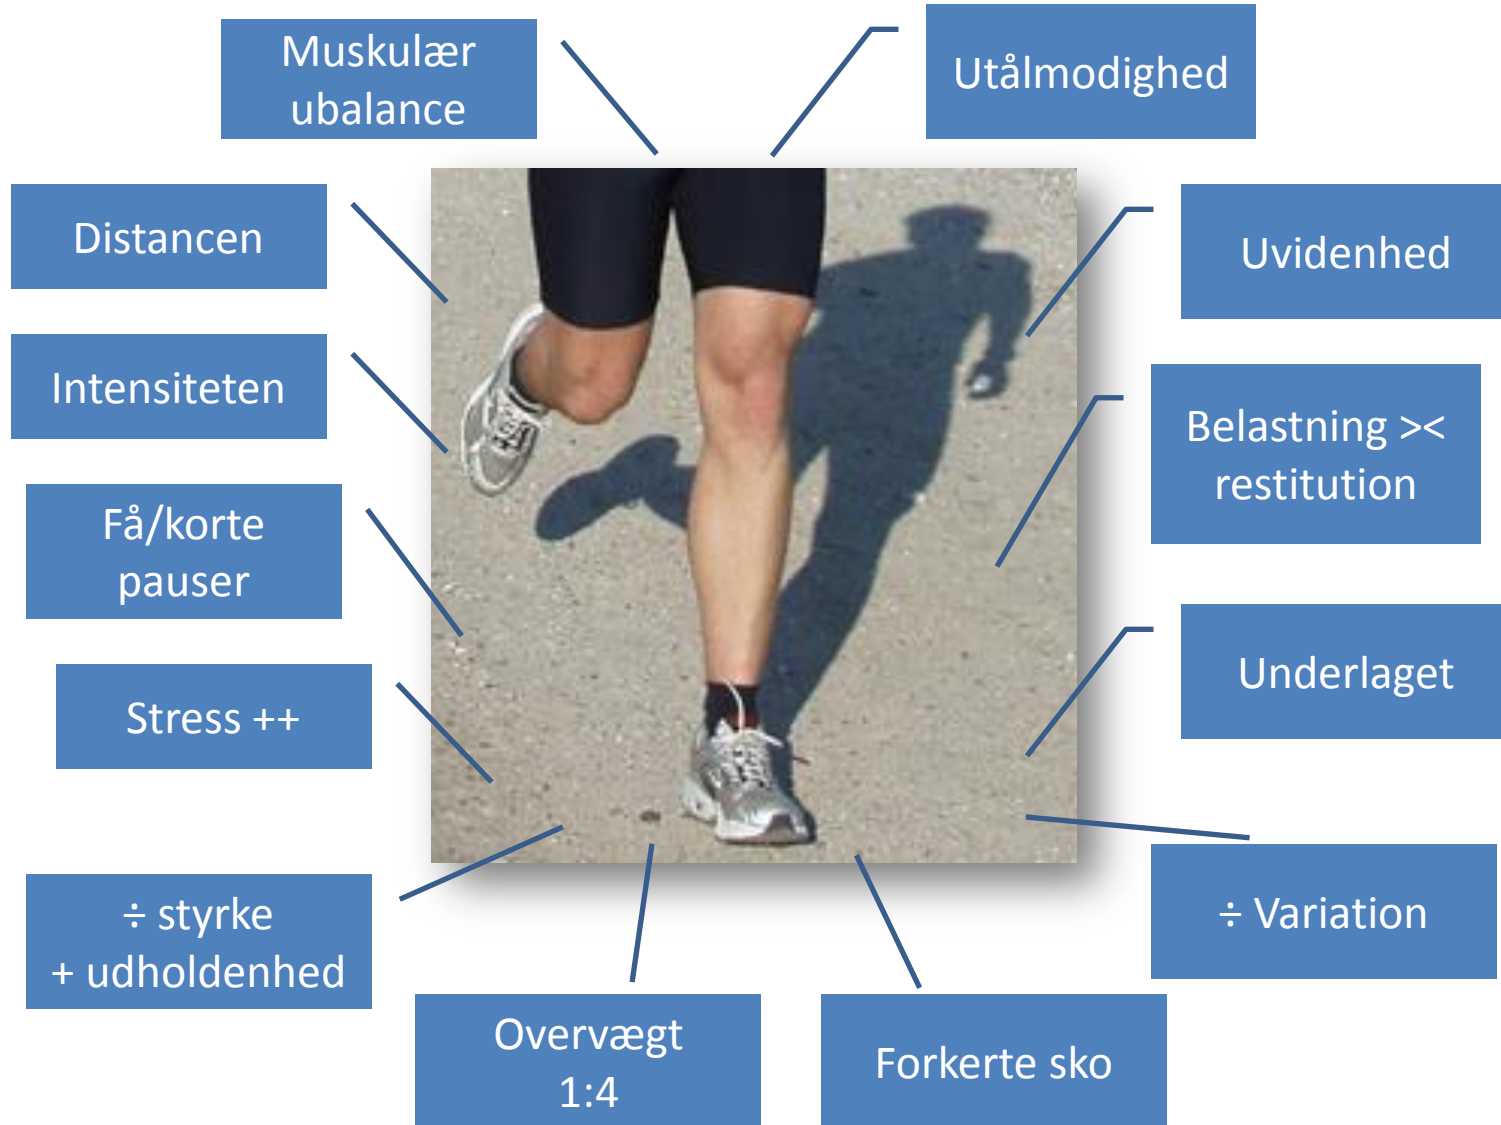 Muskulær
ubalance
Utålmodighed
Distancen
Uvidenhed
Intensiteten
Belastning ><
restitution
Få/korte
pauser
Underlaget
Stress ++
÷ styrke
+ udholdenhed
÷ Variation
Overvægt
1:4
Forkerte sko